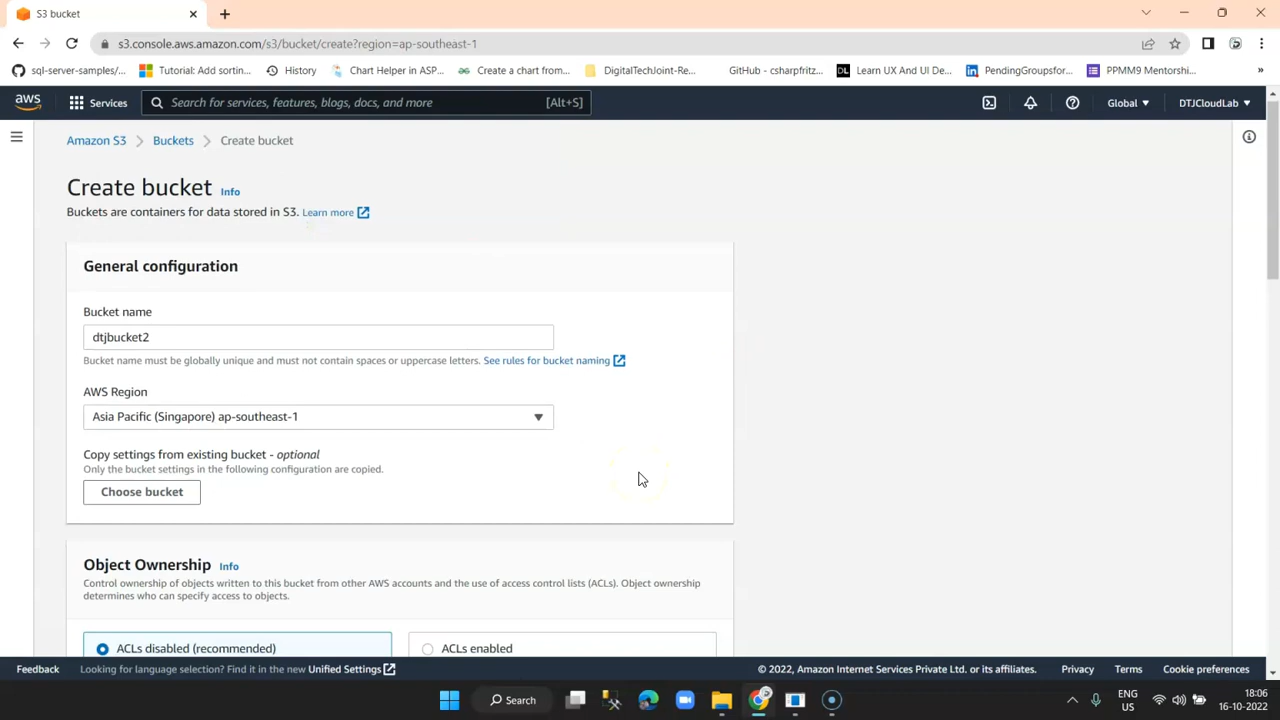 S3 bucket
s3.console.aws.amazon.com/s3/bucket/create?region=ap-southeast-1
sql-server-samples/... Tutorial: Add sortin... History Chart Helper in ASP... Create a chart from... DigitalTechJoint-Re... GitHub - csharpfritz... DL Learn UX And UI De... PendingGroupsfor... PPMM9 Mentorshi... »
aws Services Search for services, features, blogs, docs, and more [Alt+S] Global DTJCloudLab
Amazon S3 Buckets Create bucket
Create bucket Info
Buckets are containers for data stored in S3. Learn more
General configuration
Bucket name
dtjbucket2
Bucket name must be globally unique and must not contain spaces or uppercase letters. See rules for bucket naming
AWS Region
Asia Pacific (Singapore) ap-southeast-1
Copy settings from existing bucket - optional
Only the bucket settings in the following configuration are copied.
Choose bucket
Object Ownership Info
Control ownership of objects written to this bucket from other AWS accounts and the use of access control lists (ACLs). Object ownership
determines who can specify access to objects.
ACLs disabled (recommended) ACLs enabled
Feedback Looking for language selection? Find it in the new Unified Settings © 2022, Amazon Internet Services Private Ltd. or its affiliates. Privacy Terms Cookie preferences
Search ENG US 18:06 16-10-2022